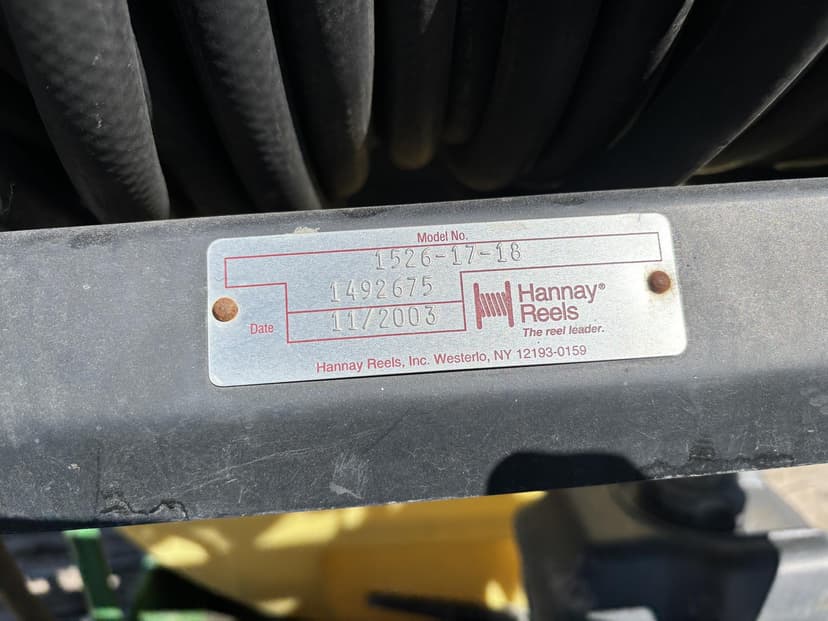 Model No.
1526-17-18
1492675
Date 11/2003
Hannay® Reels
The reel leader.
Hannay Reels, Inc. Westerlo, NY 12193-0159